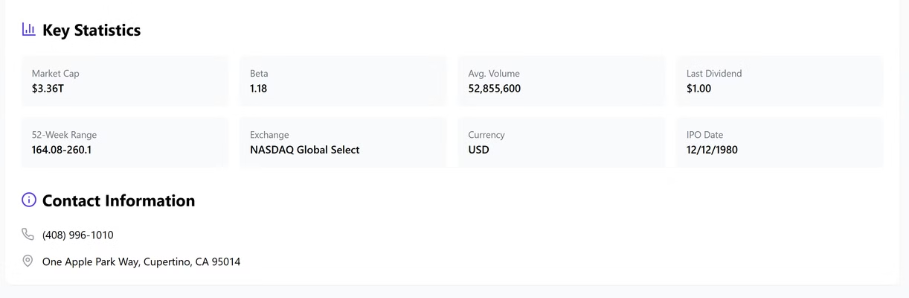 Key Statistics
Market Cap
$3.36T
Beta
1.18
Avg. Volume
52,855,600
Last Dividend
$1.00
52-Week Range
164.08-260.1
Exchange
NASDAQ Global Select
Currency
USD
IPO Date
12/12/1980
Contact Information
(408) 996-1010
One Apple Park Way, Cupertino, CA 95014